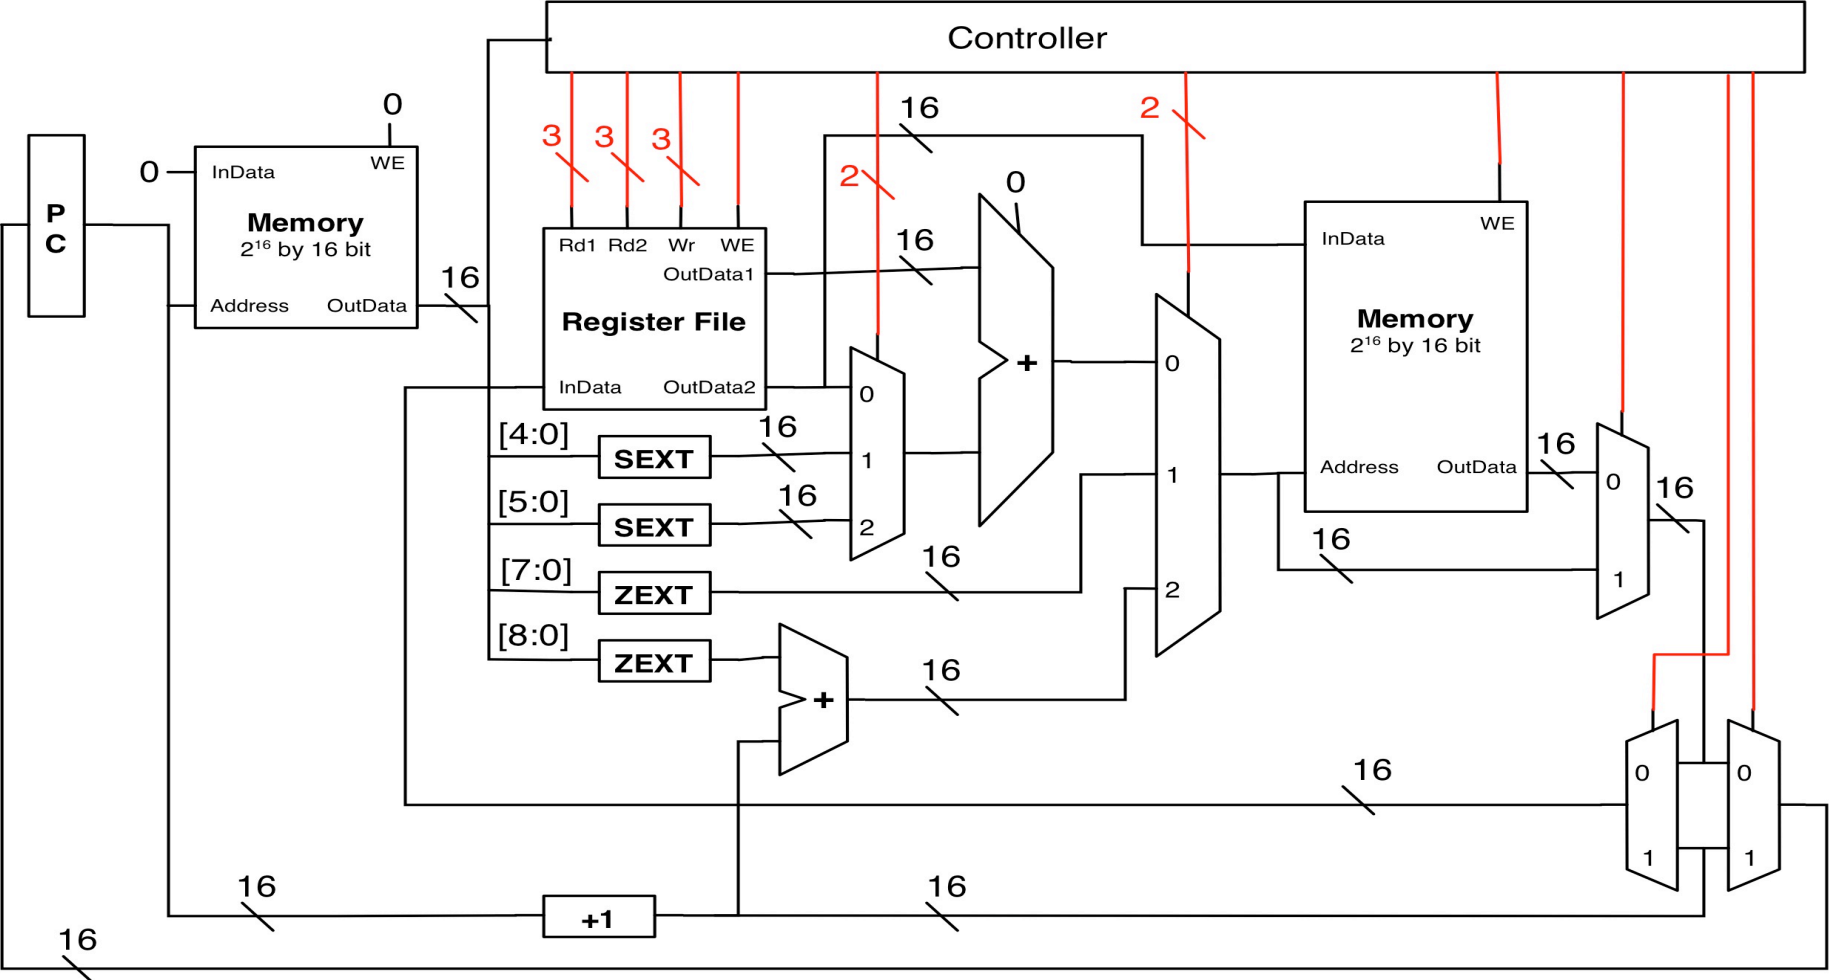 Controller
0
16
3
3
3
2
2
0
InData
WE
Memory
2¹⁶ by 16 bit
Address
OutData
P
C
16
0
16
Rd1
Rd2
Wr
WE
OutData1
Register File
InData
OutData2
+
0
1
2
WE
InData
Memory
2¹⁶ by 16 bit
Address
OutData
0
1
2
[4:0]
SEXT
16
[5:0]
SEXT
16
[7:0]
ZEXT
16
[8:0]
ZEXT
+
16
16
16
0
1
16
16
0
1
0
1
16
+1
16
16